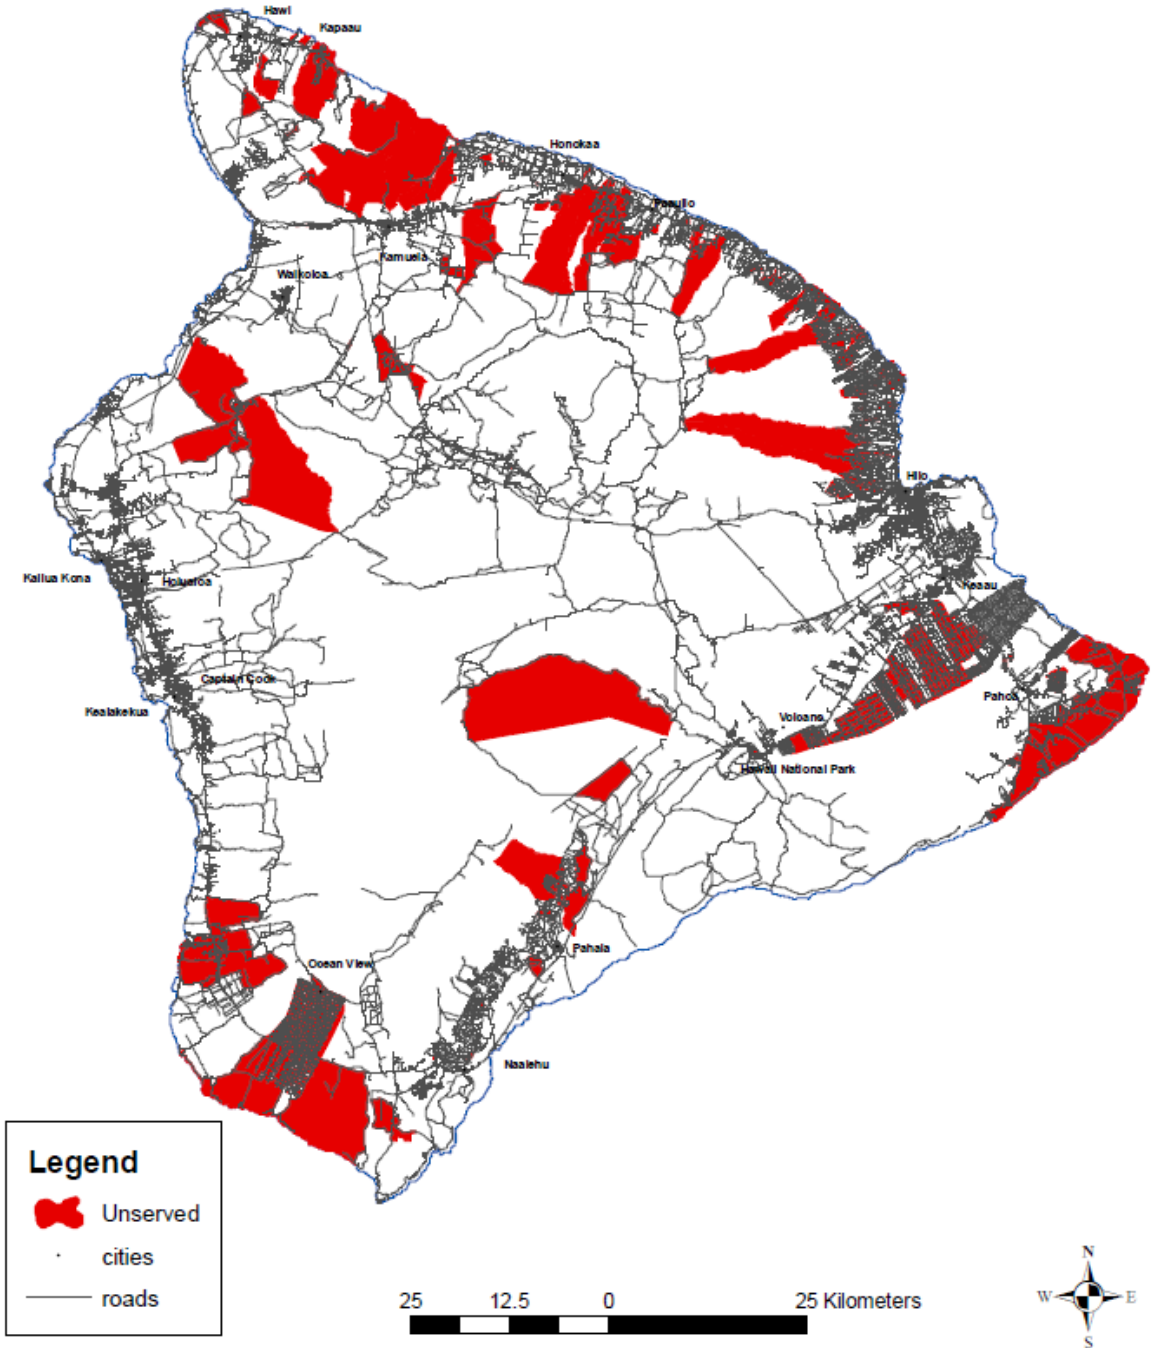 Hawi
Kapaau
Honokaa
Paauilo
Kamuela
Waikoloa
Hilo
Kailua Kona
Holualoa
Keaau
Captain Cook
Kealakekua
Pahoa
Volcano
Hawaii National Park
Pahala
Ocean View
Naalehu
Legend
Unserved
cities
roads
25 12.5 0 25 Kilometers
N
W E
S